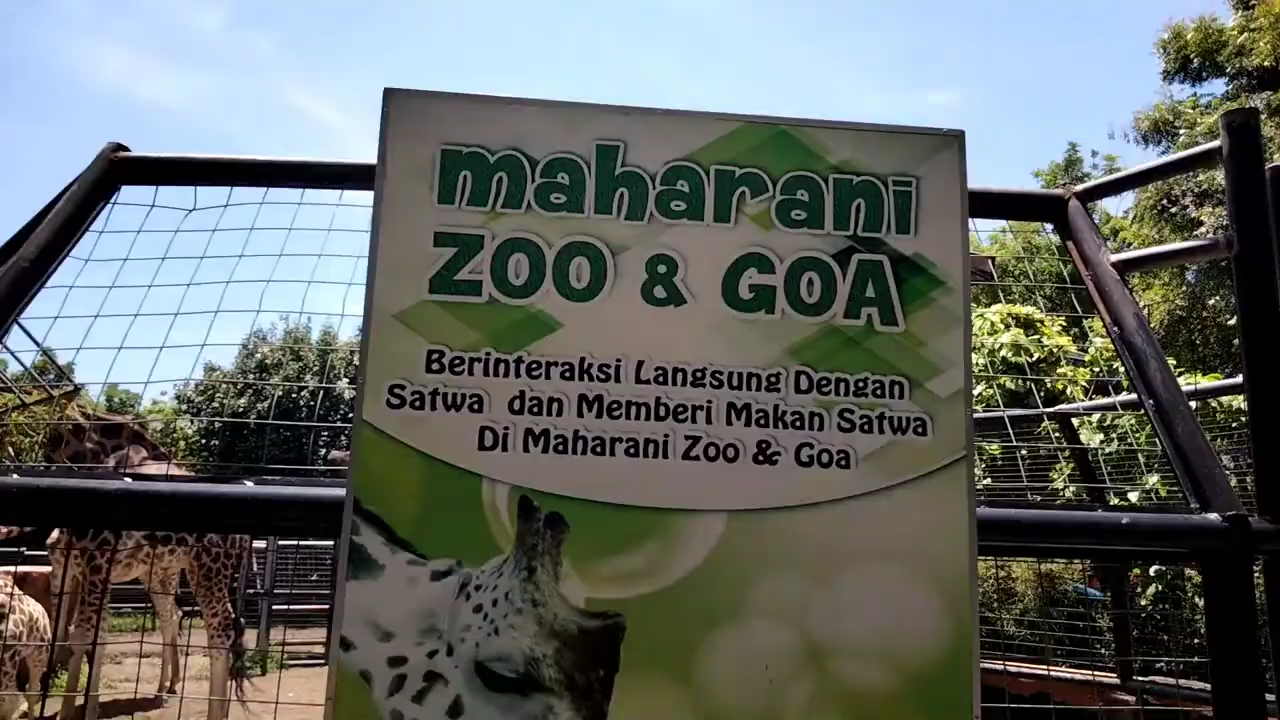 maharani
ZOO & GOA
Berinteraksi Langsung Dengan
Satwa dan Memberi Makan Satwa
Di Maharani Zoo & Goa